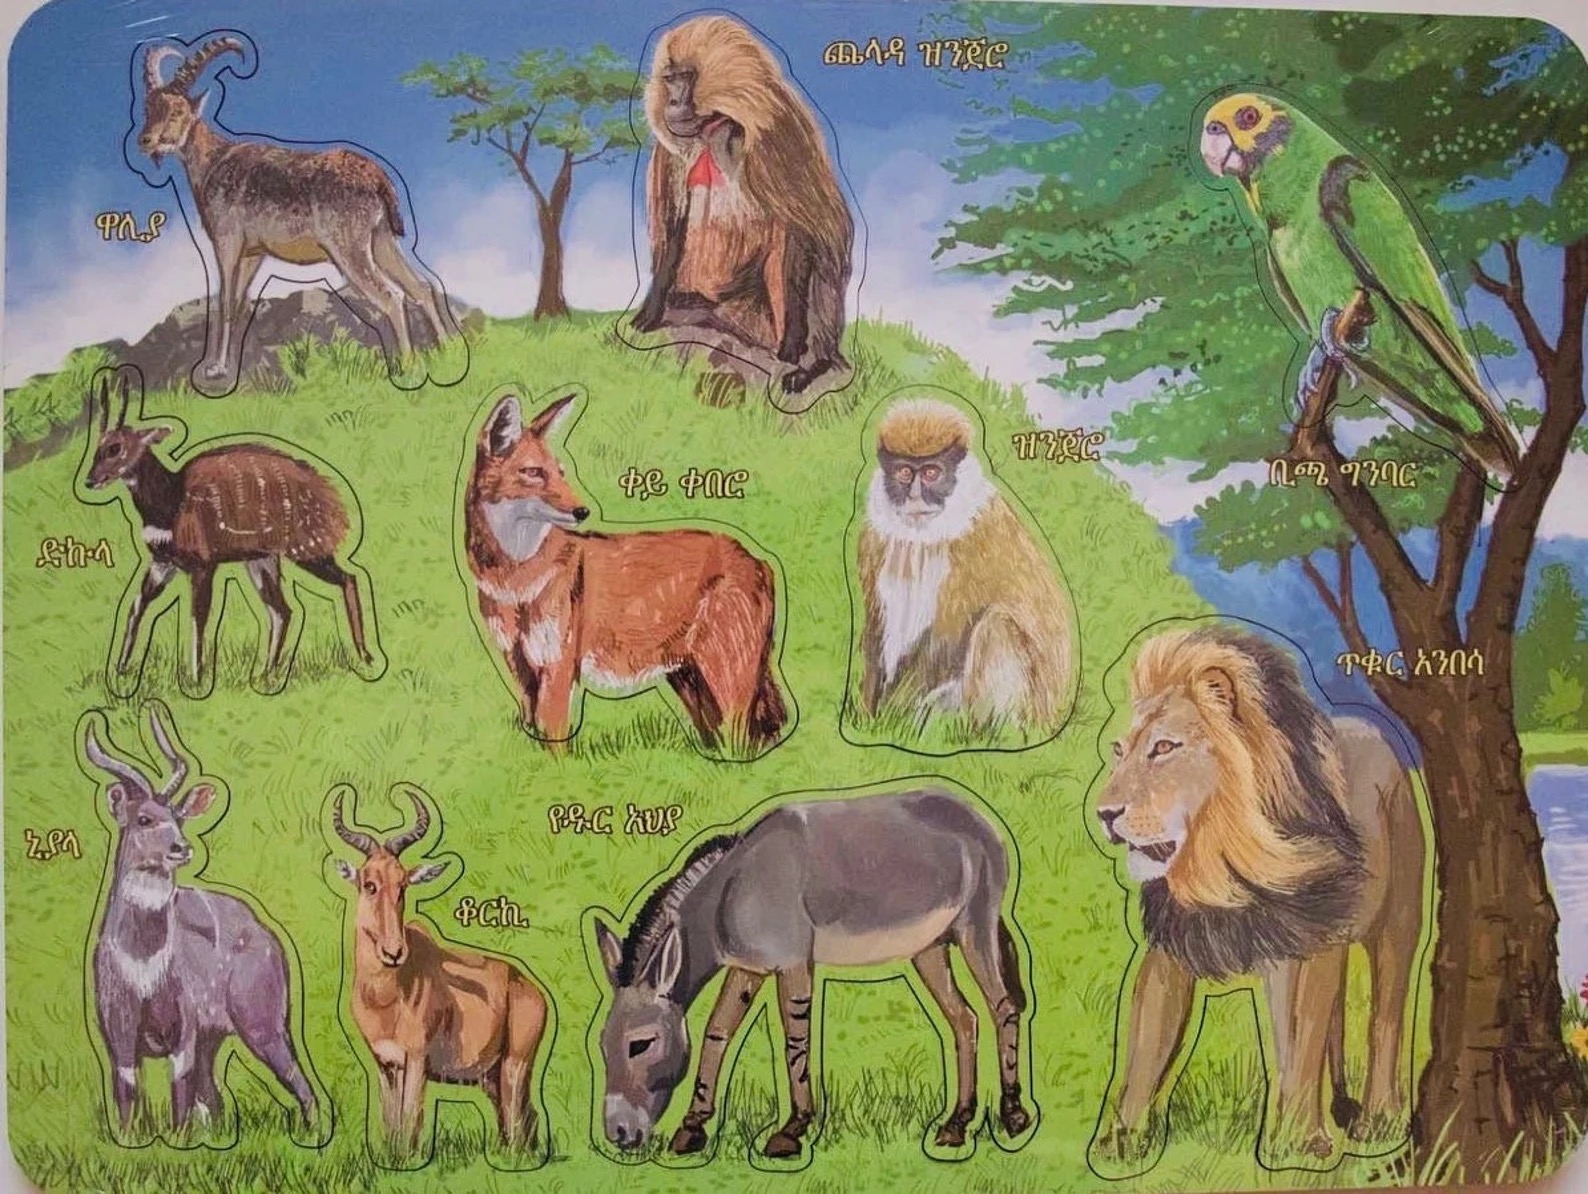 ጨላዳ ዝንጀሮ
ዋሊያ
ዝንጀሮ
ቢጫ ግንባር
ቀይ ቀበሮ
ድኩላ
ጥቁር አንበሳ
የዱር አህያ
ኒያላ
ቆርኪ